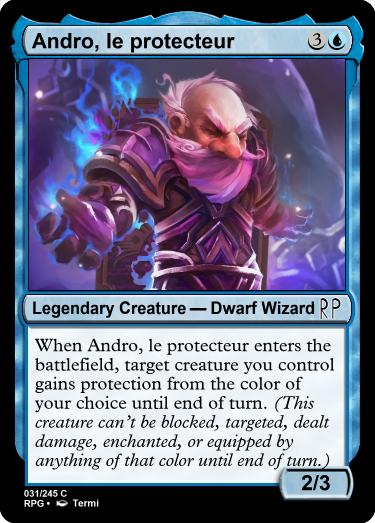 Andro, le protecteur 3
Legendary Creature — Dwarf Wizard RP
When Andro, le protecteur enters the
battlefield, target creature you control
gains protection from the color of
your choice until end of turn. (This
creature can't be blocked, targeted, dealt
damage, enchanted, or equipped by
anything of that color until end of turn.)
2/3
031/245 C
RPG • Termi